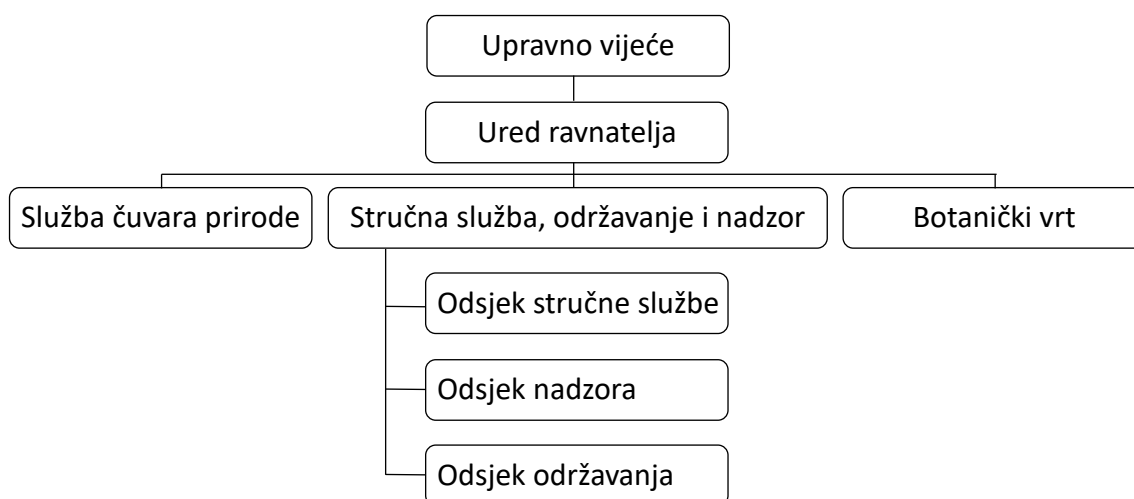 Upravno vijeće
Ured ravnatelja
Služba čuvara prirode
Stručna služba, održavanje i nadzor
Botanički vrt
Odsjek stručne službe
Odsjek nadzora
Odsjek održavanja